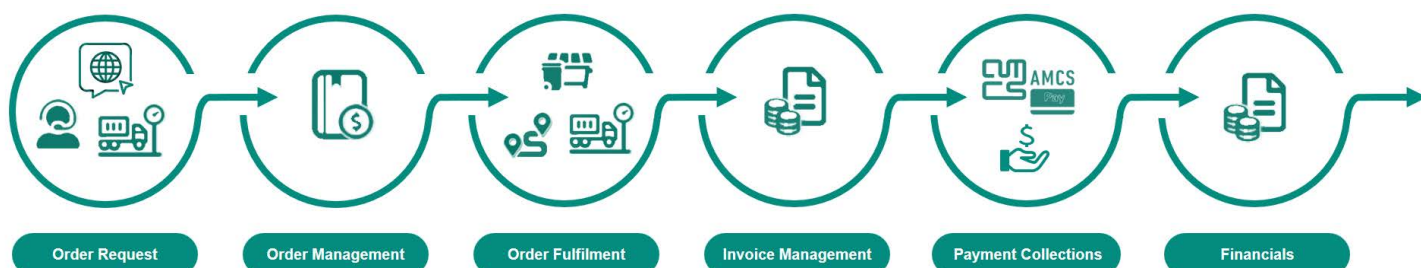 $
$
AMCS
Pay
Order Request
Order Management
Order Fulfilment
Invoice Management
Payment Collections
Financials